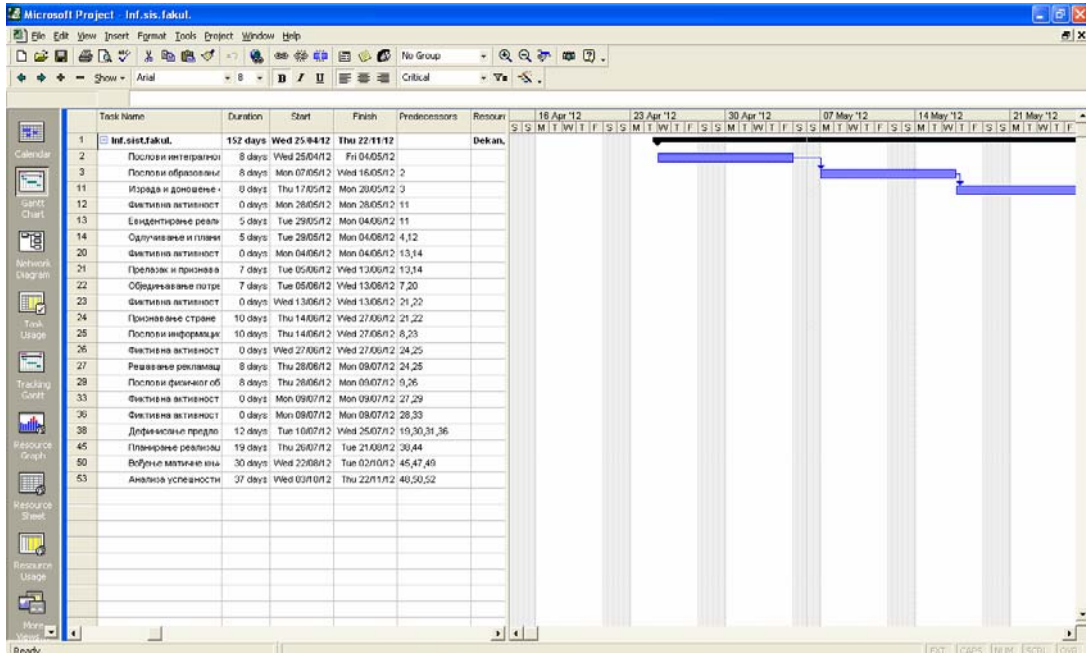 Microsoft Project - Inf.sis.fakul.
File Edit View Insert Format Tools Project Window Help
No Group
Show Arial 8 B I U Critical
Task Name Duration Start Finish Predecessors Resour 16 Apr '12 23 Apr '12 30 Apr '12 07 May '12 14 May '12 21 May '12
S S M T W T F S S M T W T F S S M T W T F S S M T W T F S S M T W T F S S M T W T F
1 Inf.sist.fakul. 152 days Wed 25/04/12 Thu 22/11/12 Dekan,
2 Послови интегралног 8 days Wed 25/04/12 Fri 04/05/12
3 Послови образовање 8 days Mon 07/05/12 Wed 16/05/12 2
11 Израда и доношење 8 days Thu 17/05/12 Mon 28/05/12 3
12 Фиктивна активност 0 days Mon 28/05/12 Mon 28/05/12 11
13 Евидентирање реали 5 days Tue 29/05/12 Mon 04/06/12 11
14 Одлучивање и плани 5 days Tue 29/05/12 Mon 04/06/12 4,12
20 Фиктивна активност 0 days Mon 04/06/12 Mon 04/06/12 13,14
21 Прелазак и признава 7 days Tue 05/06/12 Wed 13/06/12 13,14
22 Обједињавање потре 7 days Tue 05/06/12 Wed 13/06/12 7,20
23 Фиктивна активност 0 days Wed 13/06/12 Wed 13/06/12 21,22
24 Признавање стране 10 days Thu 14/06/12 Wed 27/06/12 21,22
25 Послови информаци 10 days Thu 14/06/12 Wed 27/06/12 8,23
26 Фиктивна активност 0 days Wed 27/06/12 Wed 27/06/12 24,25
27 Решавање рекламаци 8 days Thu 28/06/12 Mon 09/07/12 24,25
29 Послови физичког об 8 days Thu 28/06/12 Mon 09/07/12 9,26
33 Фиктивна активност 0 days Mon 09/07/12 Mon 09/07/12 27,29
36 Фиктивна активност 0 days Mon 09/07/12 Mon 09/07/12 28,33
38 Дефинисање предло 12 days Tue 10/07/12 Wed 25/07/12 19,30,31,36
45 Планирање реализац 19 days Thu 26/07/12 Tue 21/08/12 38,44
50 Вођење матичне књи 30 days Wed 22/08/12 Tue 02/10/12 45,47,49
53 Анализа успешности 37 days Wed 03/10/12 Thu 22/11/12 48,50,52
Calendar
Gantt
Chart
Network
Diagram
Task
Usage
Tracking
Gantt
Resource
Graph
Resource
Sheet
Resource
Usage
More
Views...
Ready EXT CAPS NUM SCRL OVR